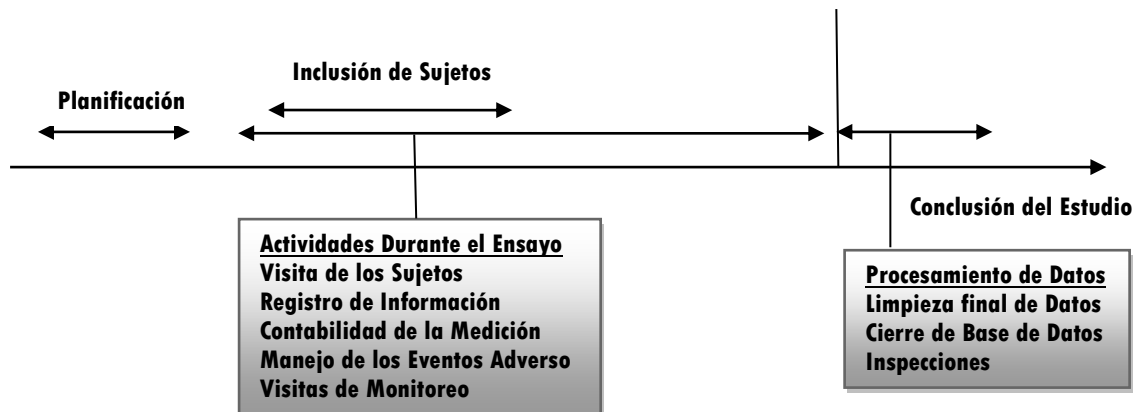 Inclusión de Sujetos
Planificación
Conclusión del Estudio
Actividades Durante el Ensayo
Visita de los Sujetos
Registro de Información
Contabilidad de la Medición
Manejo de los Eventos Adverso
Visitas de Monitoreo
Procesamiento de Datos
Limpieza final de Datos
Cierre de Base de Datos
Inspecciones